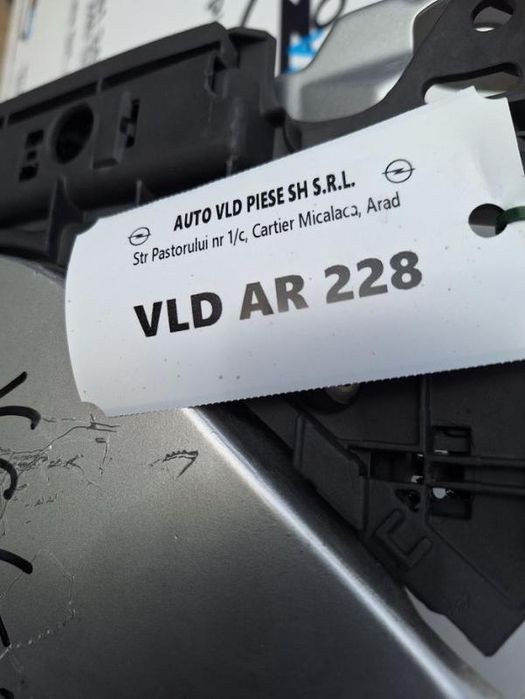 AUTO VLD PIESE SH S.R.L.
Str Pastorului nr 1/c, Cartier Micalaca, Arad
VLD AR 228